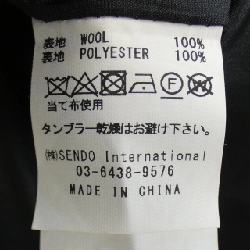 表地 WOOL 100%
裏地 POLYESTER 100%
当て布使用
タンブラー乾燥はお避け下さい。
㈱SENDO International
03-6438-9576
MADE IN CHINA